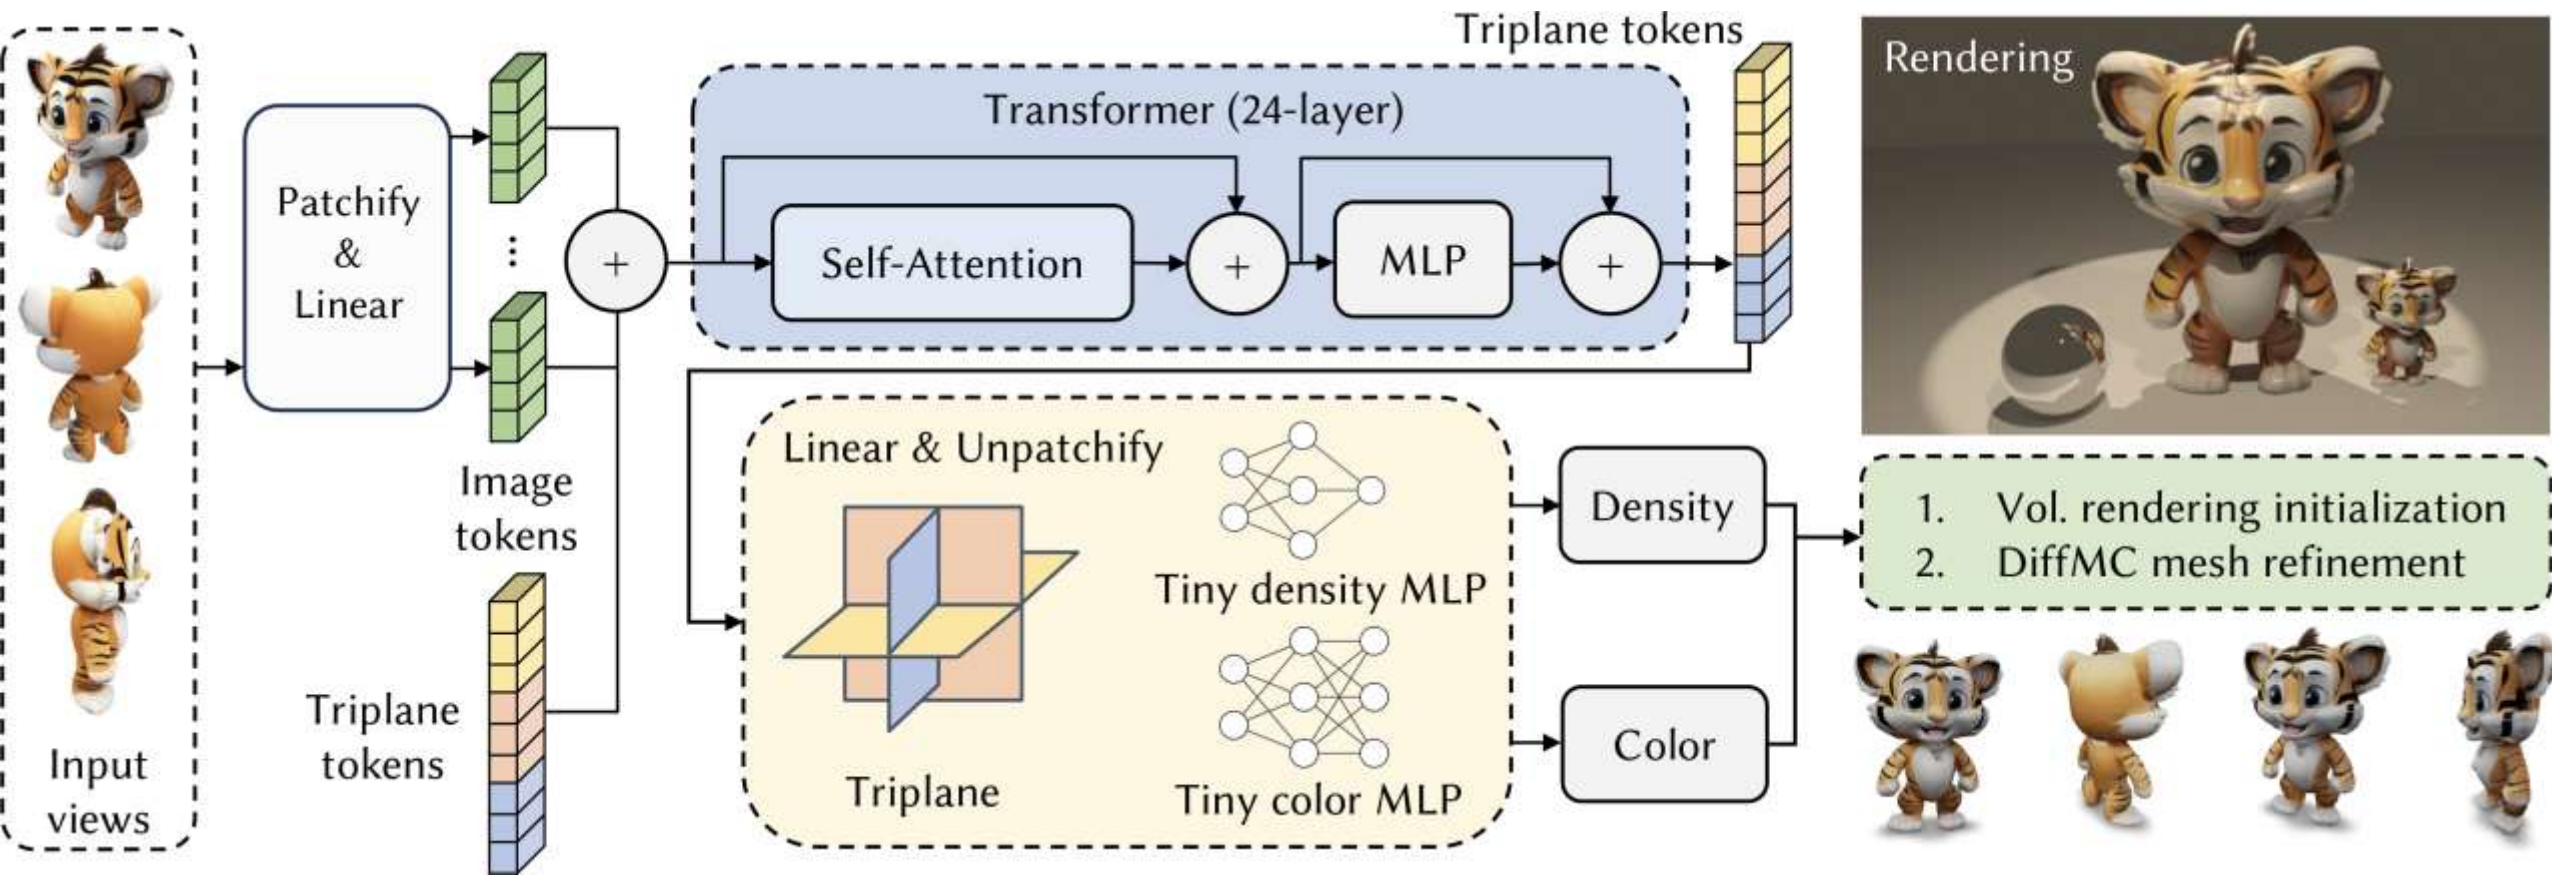 Input
views
Patchify
&
Linear
...
Image
tokens
Triplane
tokens
+
Transformer (24-layer)
Self-Attention
+
MLP
+
Triplane tokens
Linear & Unpatchify
Triplane
Tiny density MLP
Tiny color MLP
Density
Color
Rendering
1. Vol. rendering initialization
2. DiffMC mesh refinement